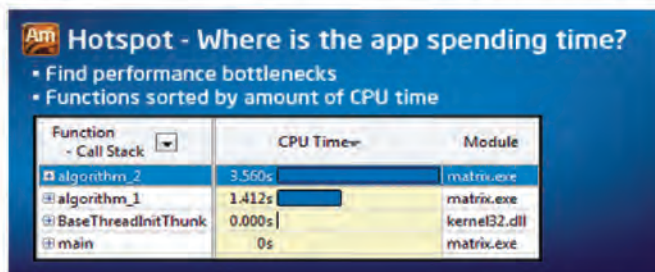 Am Hotspot - Where is the app spending time?
▪ Find performance bottlenecks
▪ Functions sorted by amount of CPU time
Function
- Call Stack CPU Time Module
algorithm_2 3.560s matrix.exe
algorithm_1 1.412s matrix.exe
BaseThreadInitThunk 0.000s kernel32.dll
main 0s matrix.exe